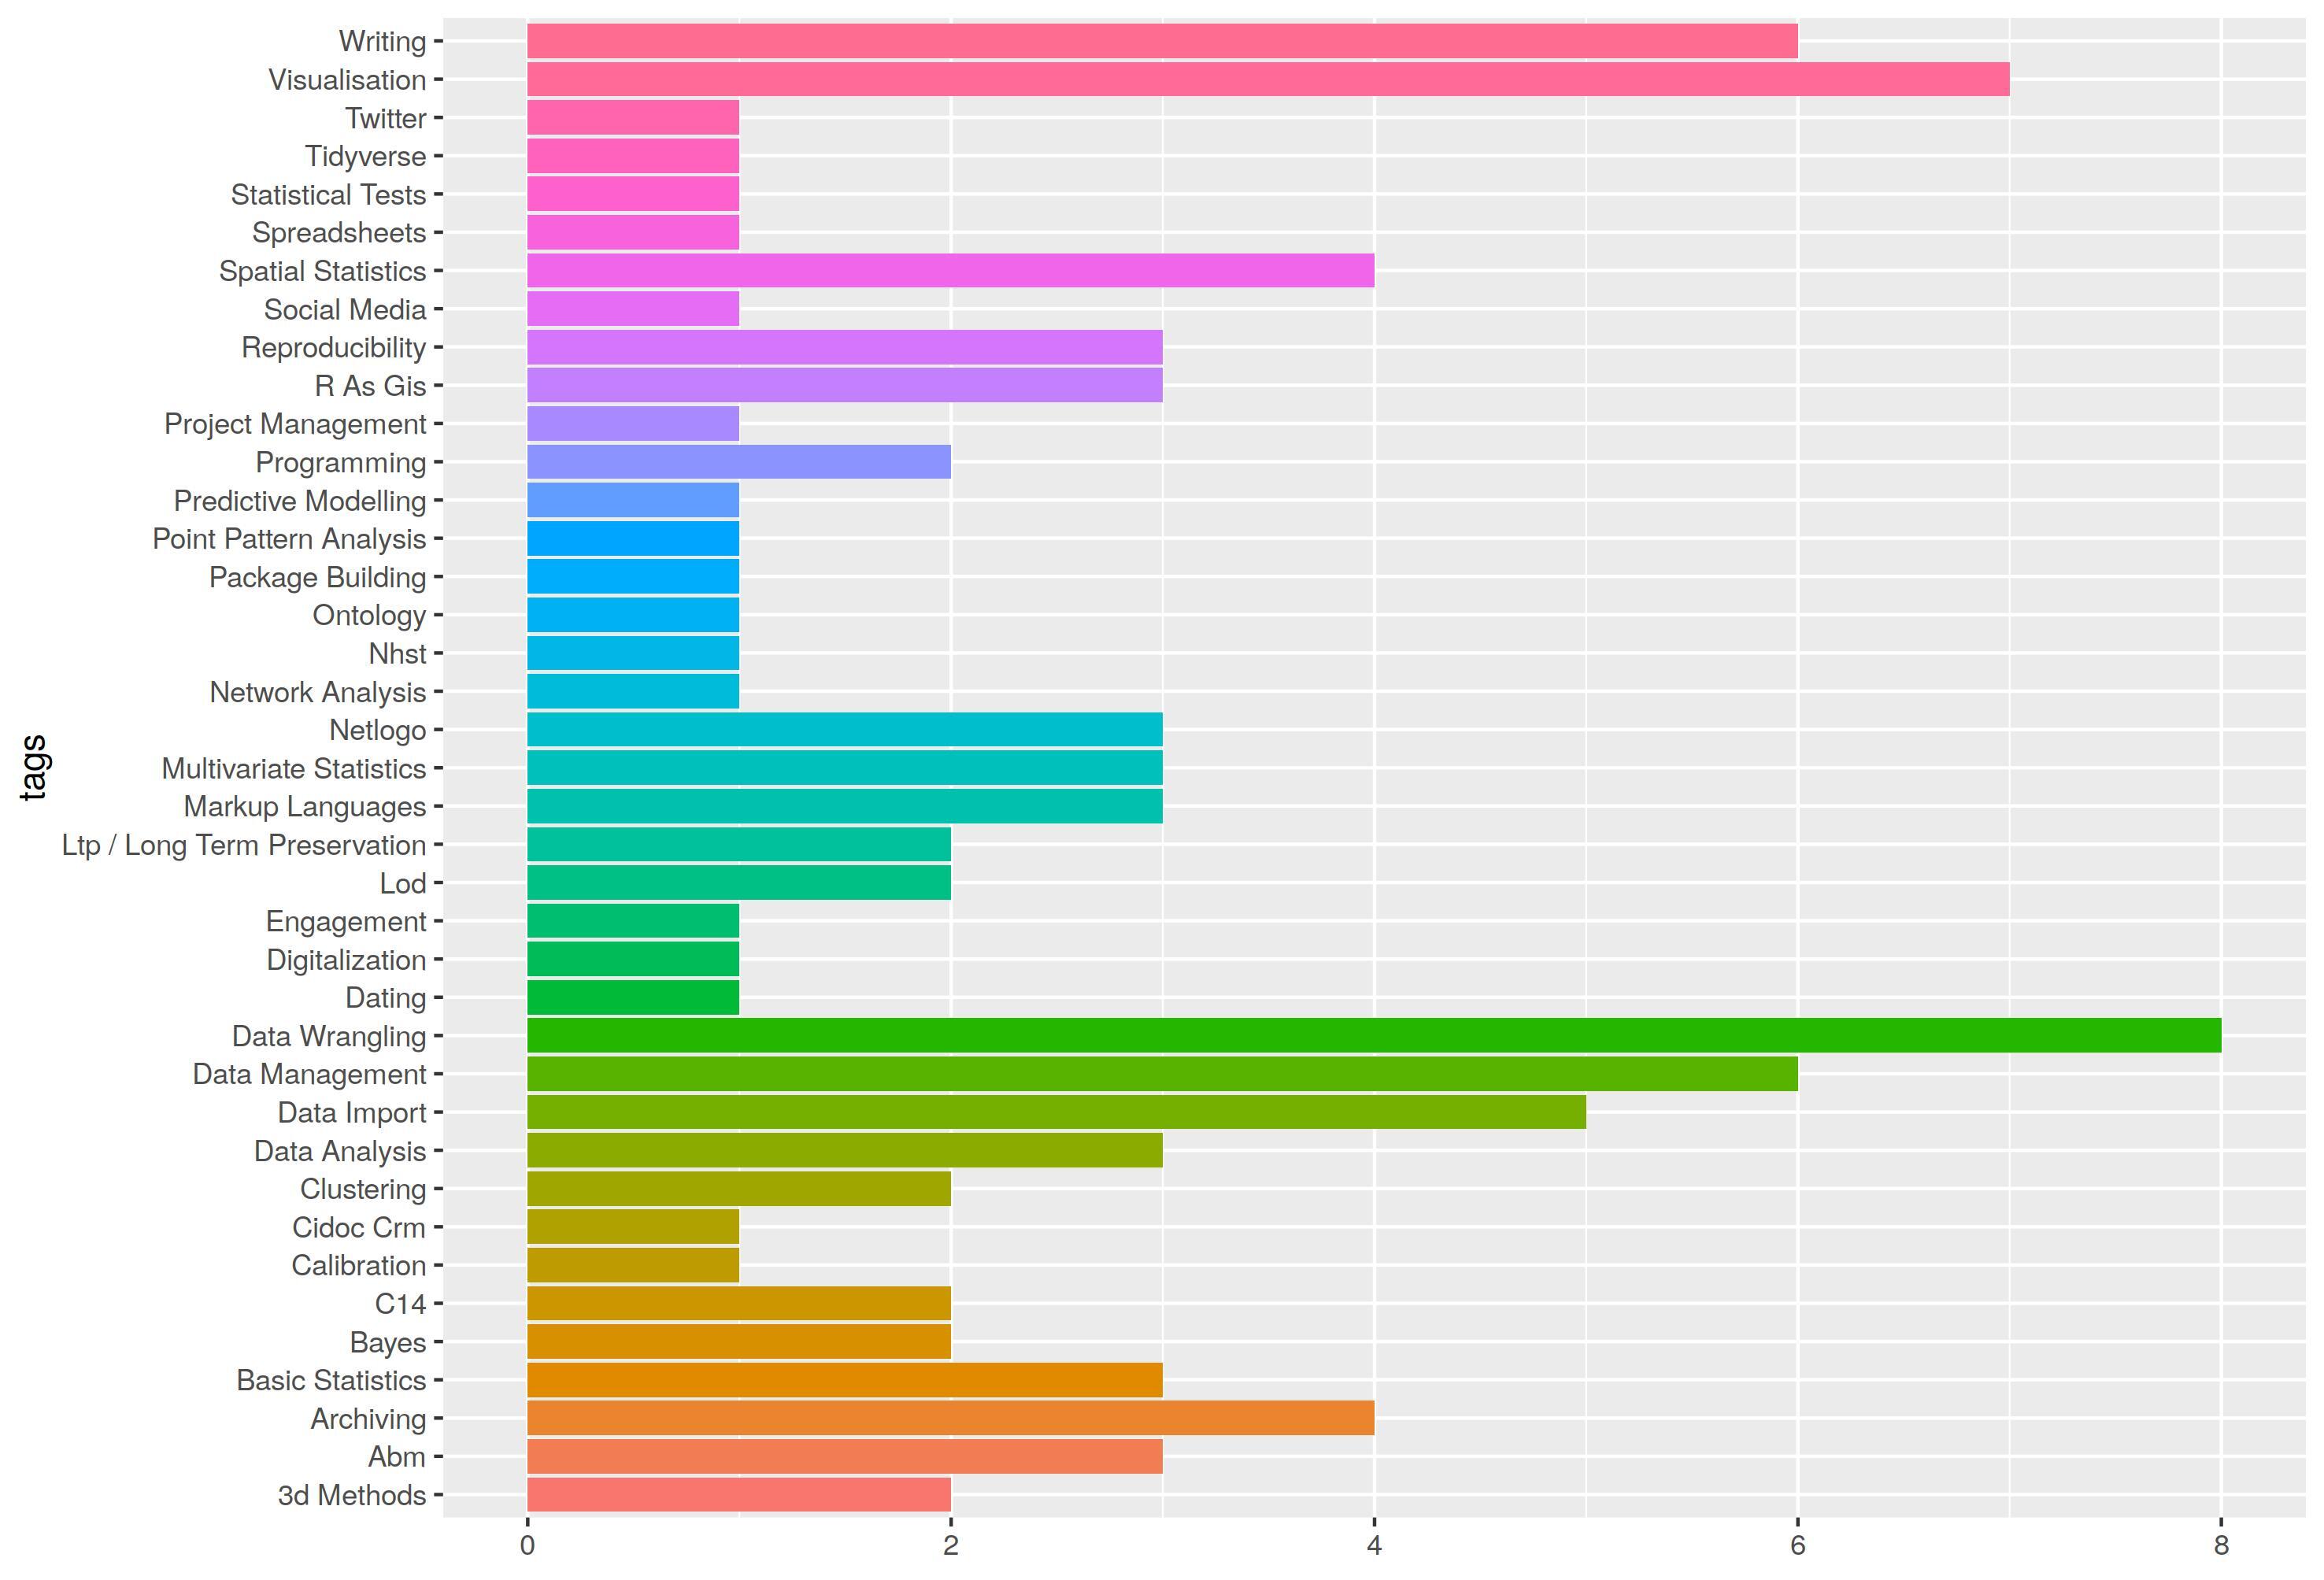 Writing
Visualisation
Twitter
Tidyverse
Statistical Tests
Spreadsheets
Spatial Statistics
Social Media
Reproducibility
R As Gis
Project Management
Programming
Predictive Modelling
Point Pattern Analysis
Package Building
Ontology
Nhst
Network Analysis
Netlogo
Multivariate Statistics
Markup Languages
Ltp / Long Term Preservation
Lod
Engagement
Digitalization
Dating
Data Wrangling
Data Management
Data Import
Data Analysis
Clustering
Cidoc Crm
Calibration
C14
Bayes
Basic Statistics
Archiving
Abm
3d Methods
tags
0 2 4 6 8